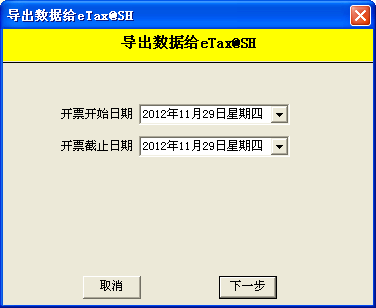 导出数据给eTax@SH
导出数据给eTax@SH
开票开始日期 2012年11月29日星期四
开票截止日期 2012年11月29日星期四
取消 下一步